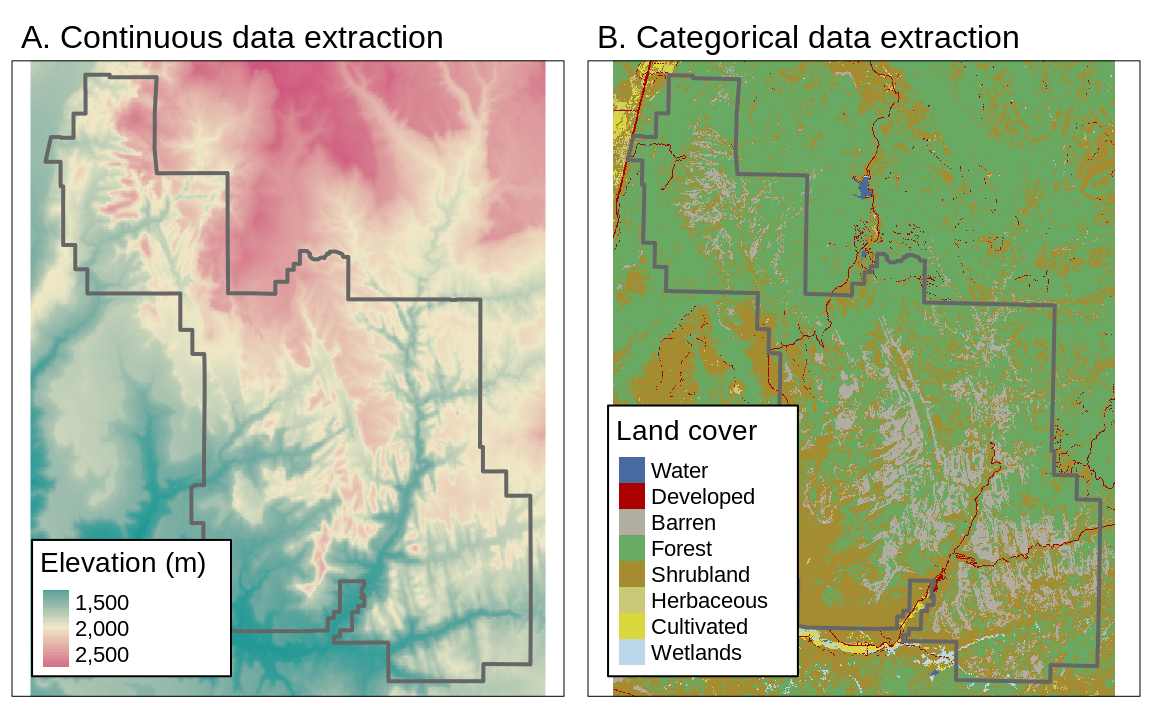 A. Continuous data extraction
B. Categorical data extraction
Elevation (m)
1,500
2,000
2,500
Land cover
Water
Developed
Barren
Forest
Shrubland
Herbaceous
Cultivated
Wetlands